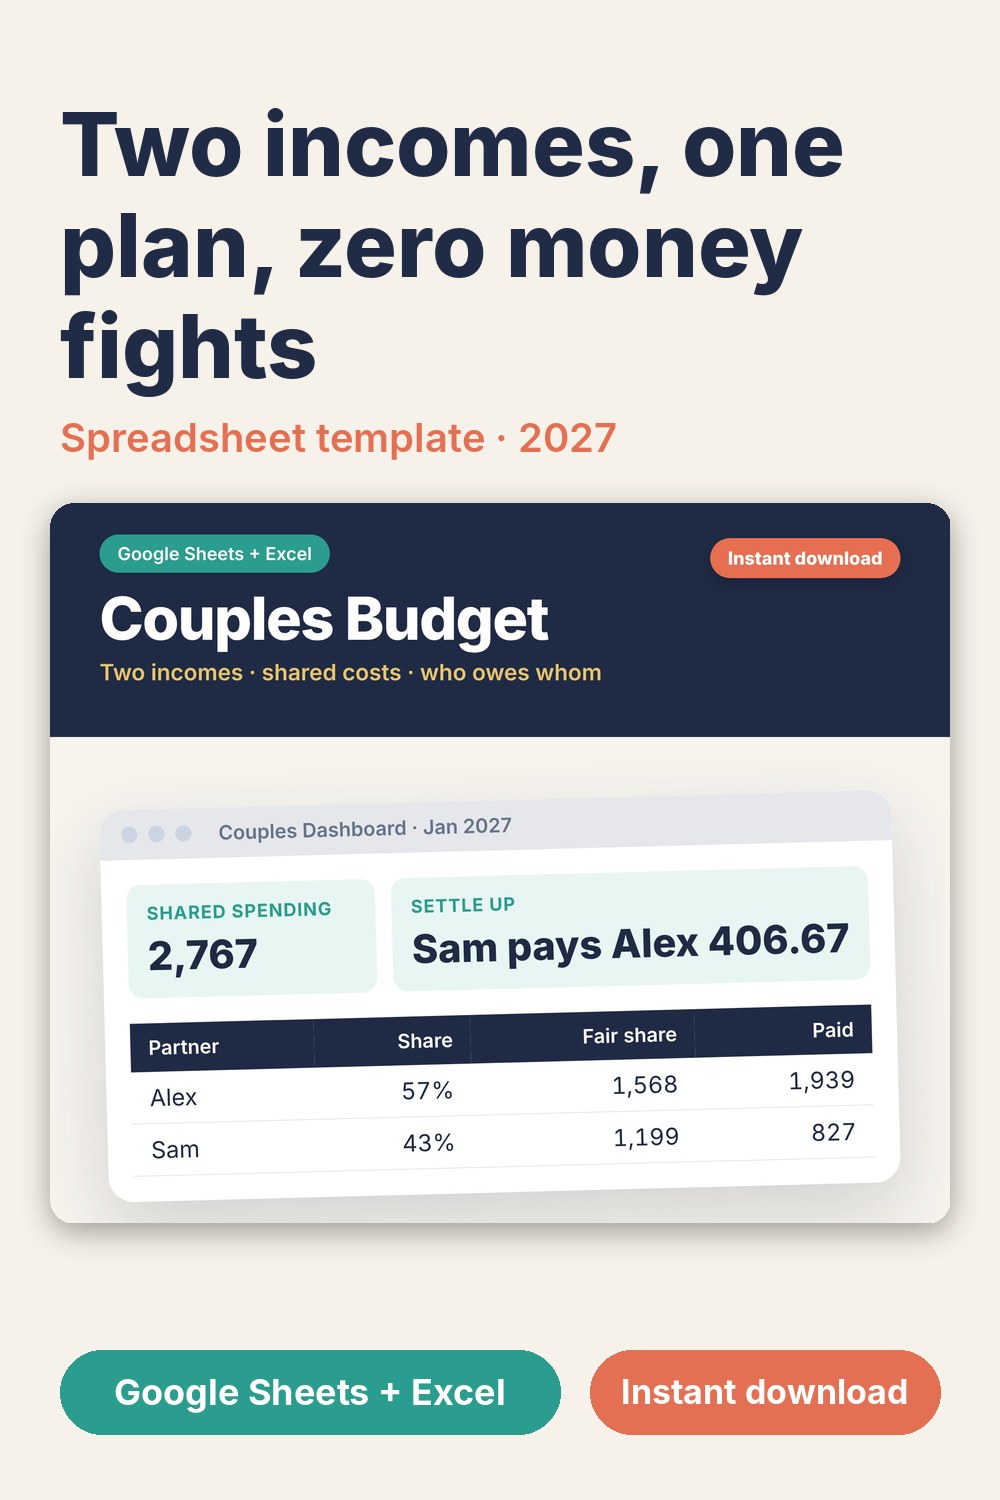 Two incomes, one
plan, zero money
fights
Spreadsheet template · 2027
Google Sheets + Excel
Instant download
Couples Budget
Two incomes · shared costs · who owes whom
Couples Dashboard · Jan 2027
SHARED SPENDING
2,767
SETTLE UP
Sam pays Alex 406.67
Partner Share Fair share Paid
Alex 57% 1,568 1,939
Sam 43% 1,199 827
Google Sheets + Excel
Instant download